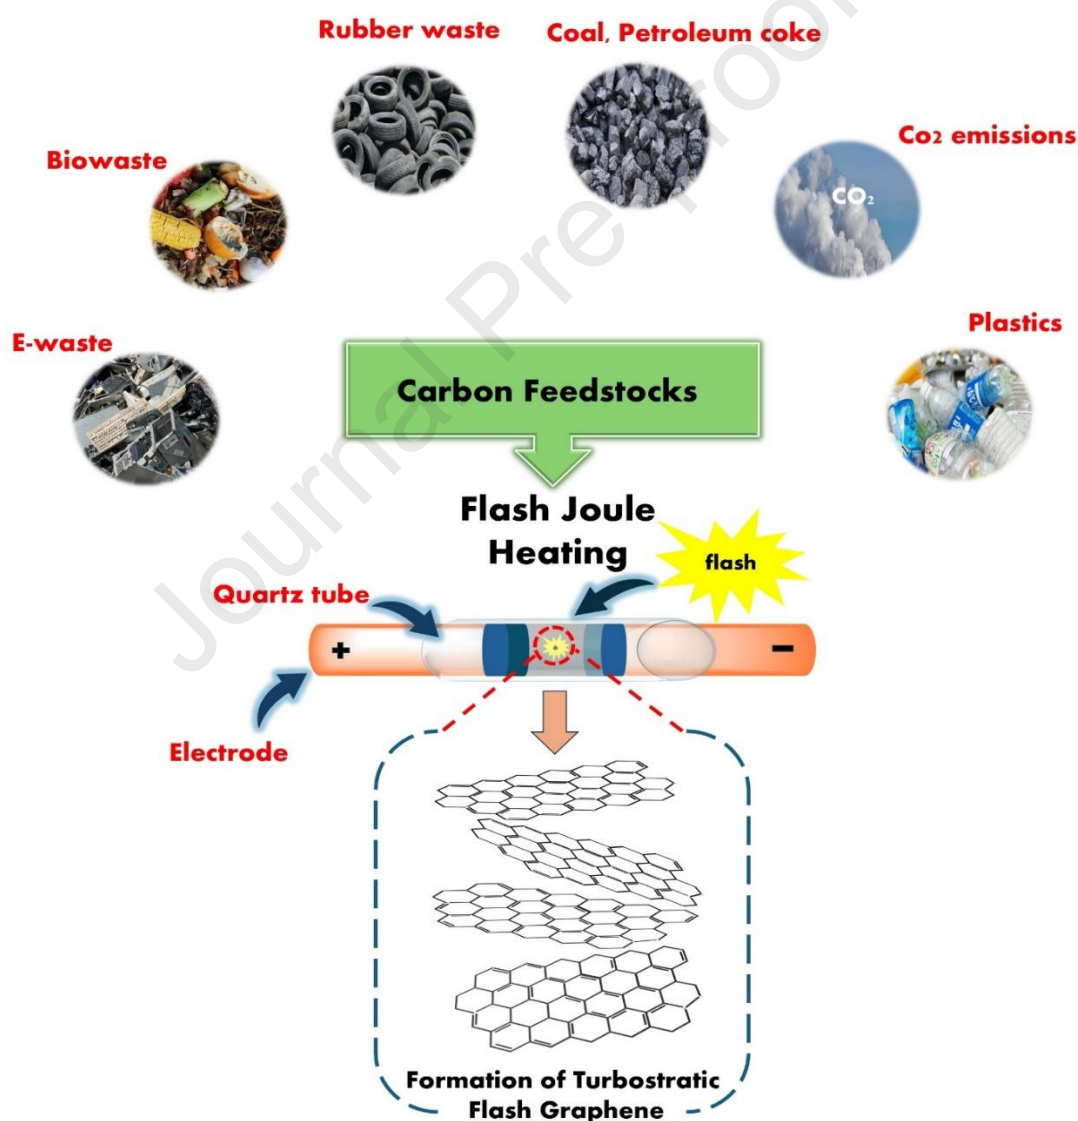 Rubber waste
Coal, Petroleum coke
Biowaste
Co2 emissions
CO₂
E-waste
Plastics
Carbon Feedstocks
Flash Joule
Heating
flash
Quartz tube
+
-
Electrode
Formation of Turbostratic
Flash Graphene
Journal Pre-proof